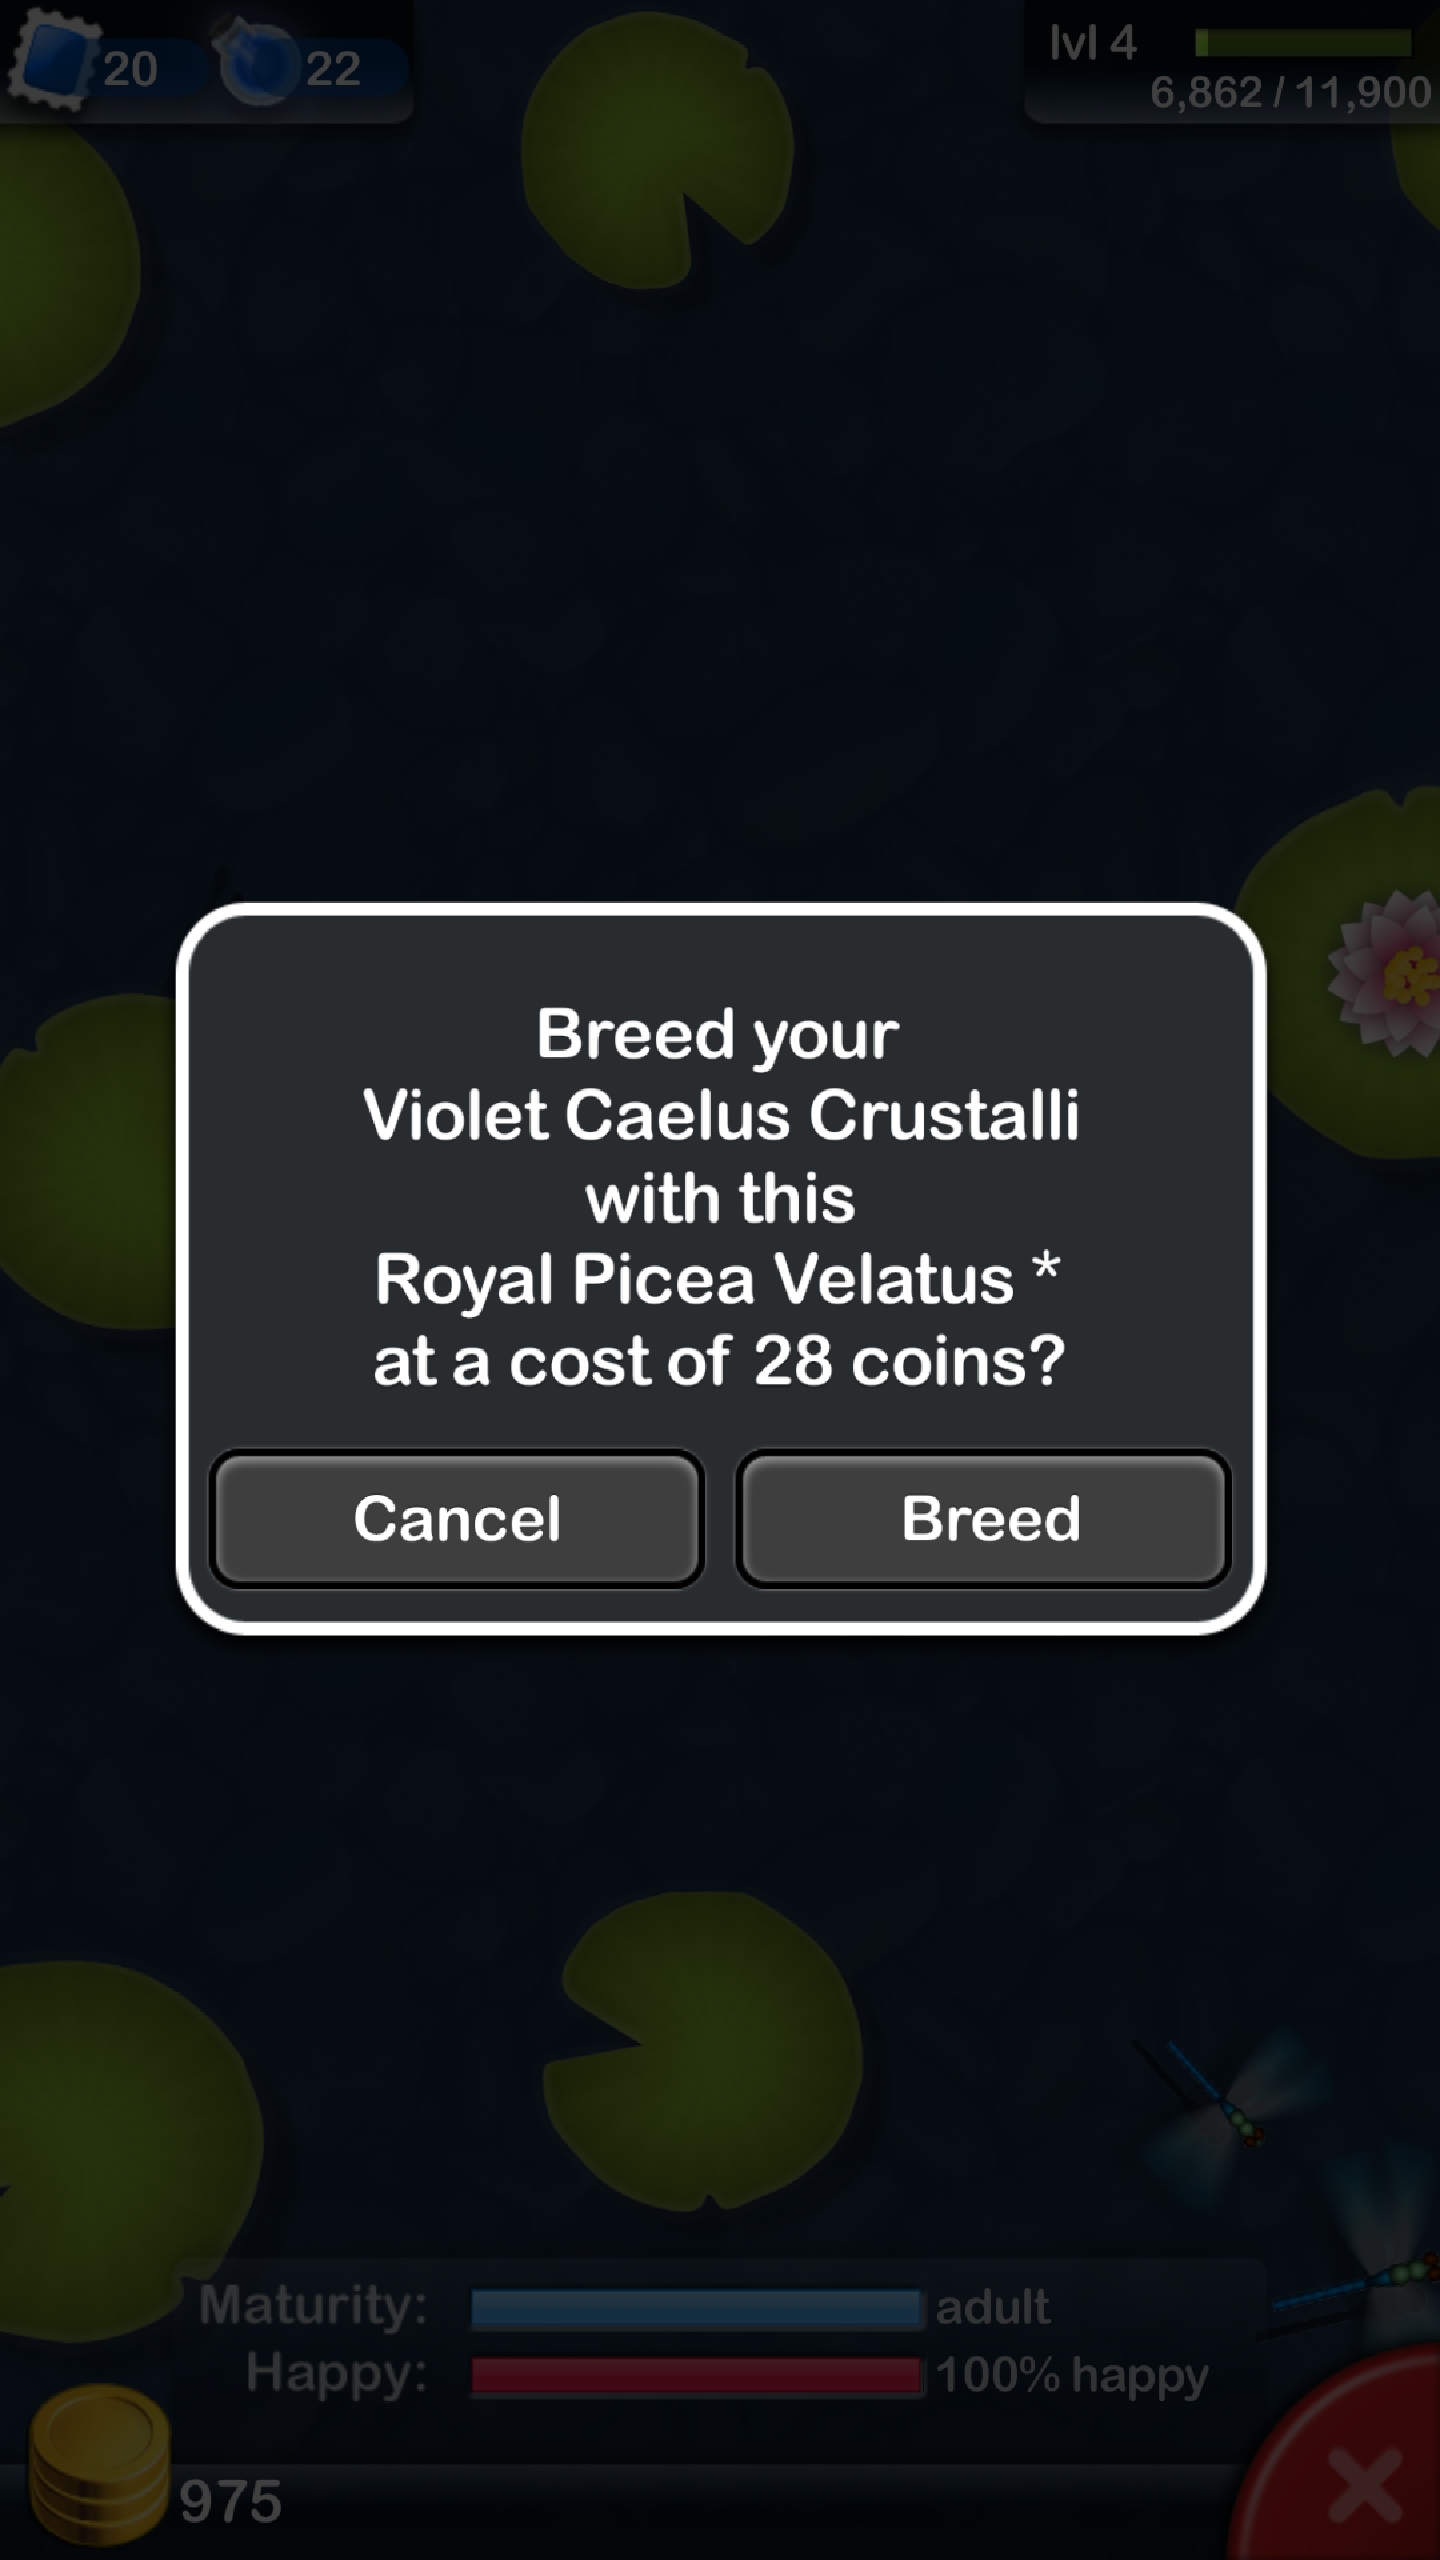 20
22
lvl 4
6,862 / 11,900
Breed your
Violet Caelus Crustalli
with this
Royal Picea Velatus *
at a cost of 28 coins?
Cancel
Breed
Maturity:
adult
Happy:
100% happy
975